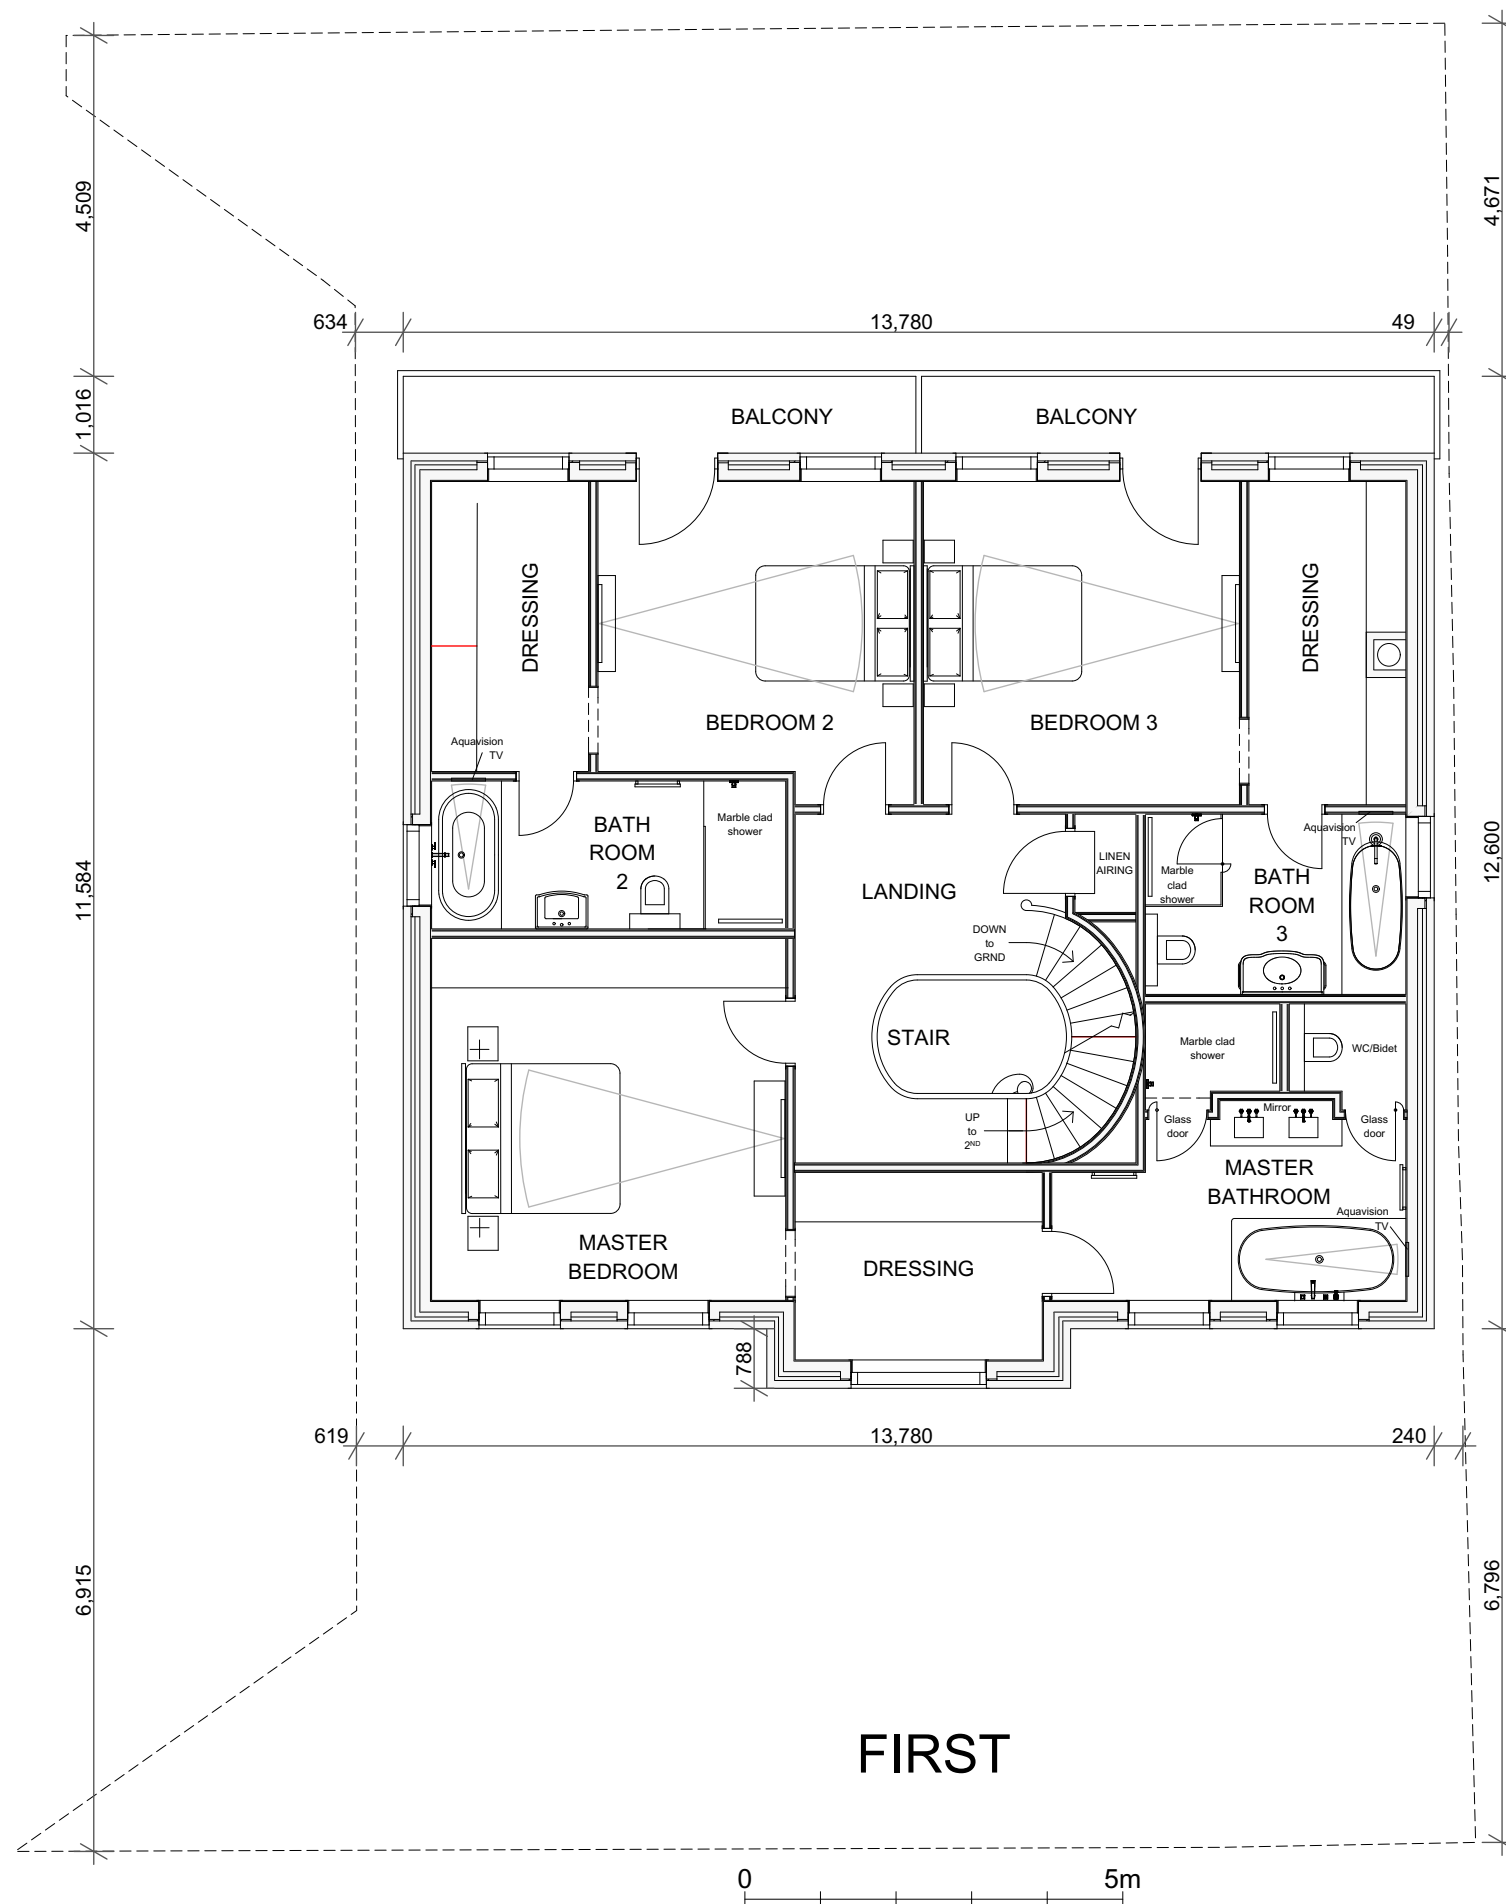 4,509
4,671
634
13,780
49
1,016
BALCONY
BALCONY
DRESSING
DRESSING
BEDROOM 2
BEDROOM 3
Aquavision
TV
BATH
ROOM
2
Marble clad
shower
LINEN
AIRING
LANDING
Marble
clad
shower
Aquavision
TV
BATH
ROOM
3
11,584
12,600
DOWN
to
GRND
STAIR
Marble clad
shower
WC/Bidet
Mirror
Glass
door
Glass
door
UP
to
2ND
MASTER
BATHROOM
Aquavision
TV
MASTER
BEDROOM
DRESSING
788
619
13,780
240
6,915
6,796
FIRST
0
5m